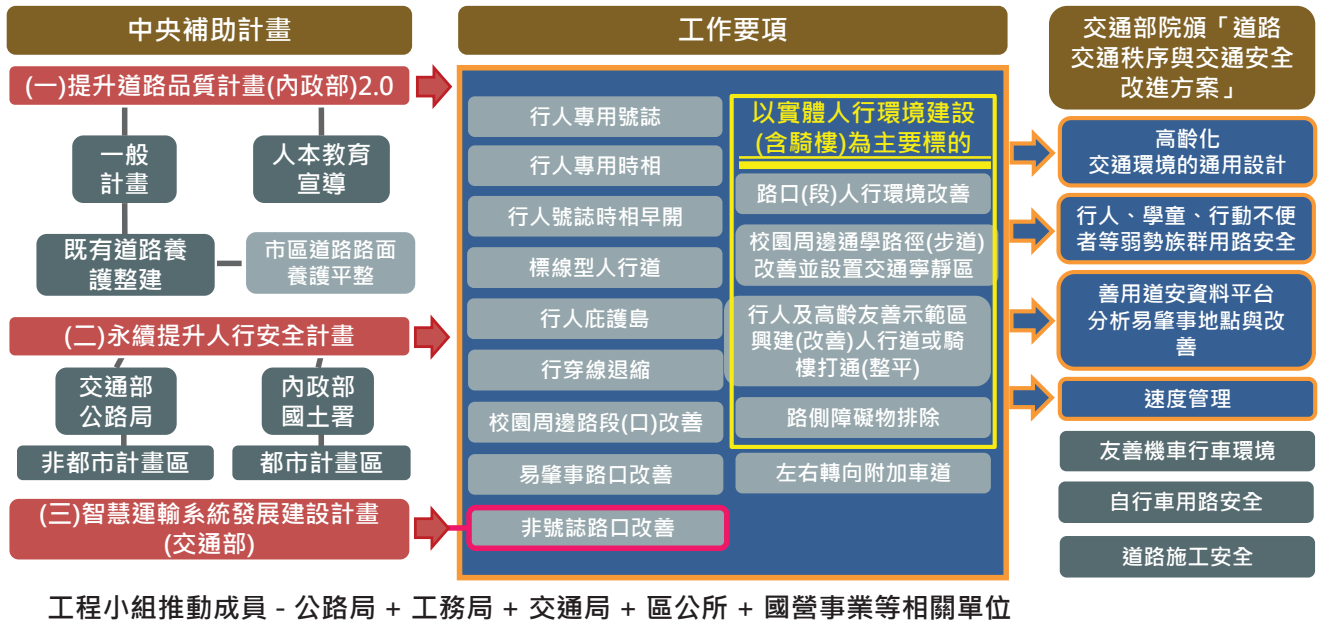 中央補助計畫
(一)提升道路品質計畫(內政部)2.0
一般
計畫
人本教育
宣導
既有道路養
護整建
市區道路路面
養護平整
(二)永續提升人行安全計畫
交通部
公路局
內政部
國土署
非都市計畫區
都市計畫區
(三)智慧運輸系統發展建設計畫
(交通部)
工作要項
行人專用號誌
行人專用時相
行人號誌時相早開
標線型人行道
行人庇護島
行穿線退縮
校園周邊路段(口)改善
易肇事路口改善
非號誌路口改善
以實體人行環境建設
(含騎樓)為主要標的
路口(段)人行環境改善
校園周邊通學路徑(步道)
改善並設置交通寧靜區
行人及高齡友善示範區
興建(改善)人行道或騎
樓打通(整平)
路側障礙物排除
左右轉向附加車道
交通部院頒「道路
交通秩序與交通安全
改進方案」
高齡化
交通環境的通用設計
行人、學童、行動不便
者等弱勢族群用路安全
善用道安資料平台
分析易肇事地點與改
善
速度管理
友善機車行車環境
自行車用路安全
道路施工安全
工程小組推動成員 - 公路局 + 工務局 + 交通局 + 區公所 + 國營事業等相關單位